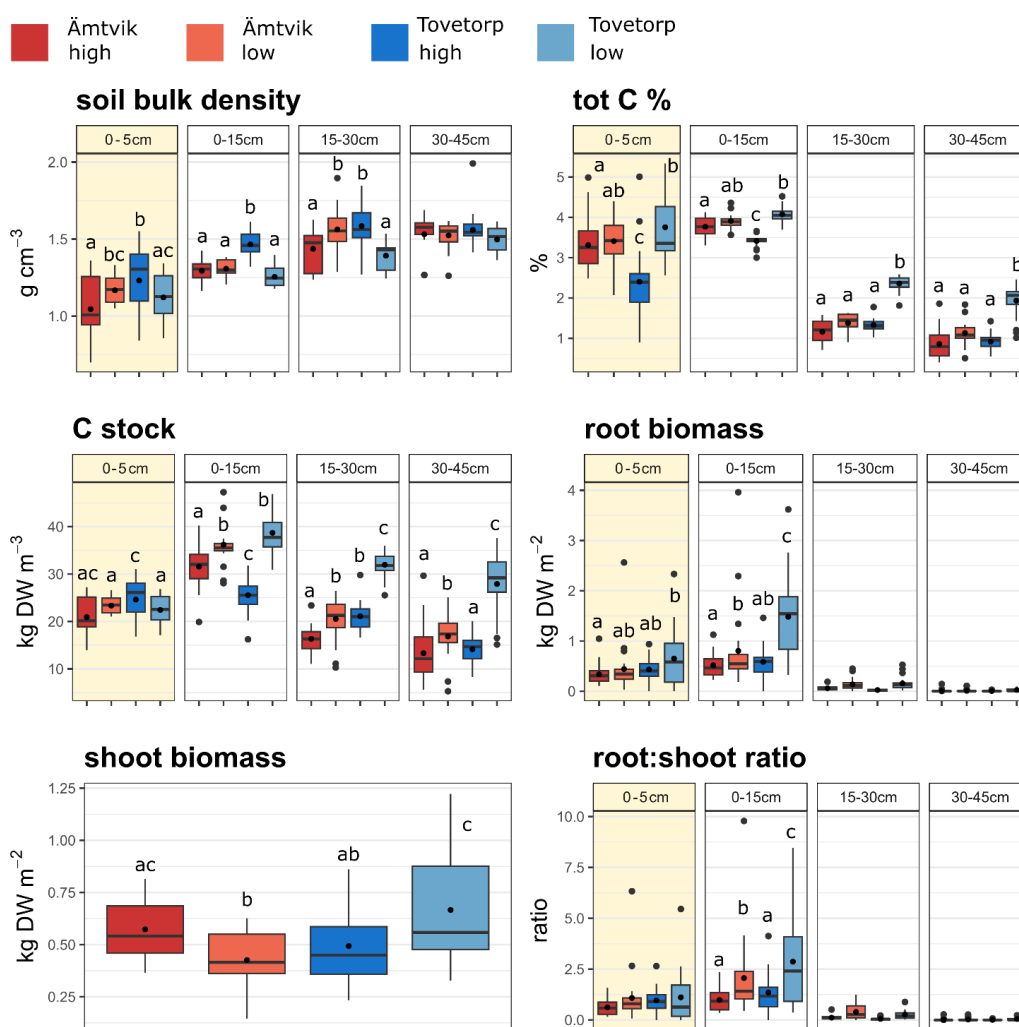 Ämtvik high
Ämtvik low
Tovetorp high
Tovetorp low
soil bulk density
0-5cm 0-15cm 15-30cm 30-45cm
g cm⁻³
2.0
1.5
1.0
a bc b ac
a a b a
a b b a
tot C %
0-5cm 0-15cm 15-30cm 30-45cm
%
5
4
3
2
1
a ab c b
a ab c b
a a a b
a a a b
C stock
0-5cm 0-15cm 15-30cm 30-45cm
kg DW m⁻³
40
30
20
10
ac a c a
a b c b
a b b c
a b a c
root biomass
0-5cm 0-15cm 15-30cm 30-45cm
kg DW m⁻²
4
3
2
1
0
a ab ab b
a b ab c
shoot biomass
kg DW m⁻²
1.25
1.00
0.75
0.50
0.25
ac b ab c
root:shoot ratio
0-5cm 0-15cm 15-30cm 30-45cm
ratio
10.0
7.5
5.0
2.5
0.0
a b a c